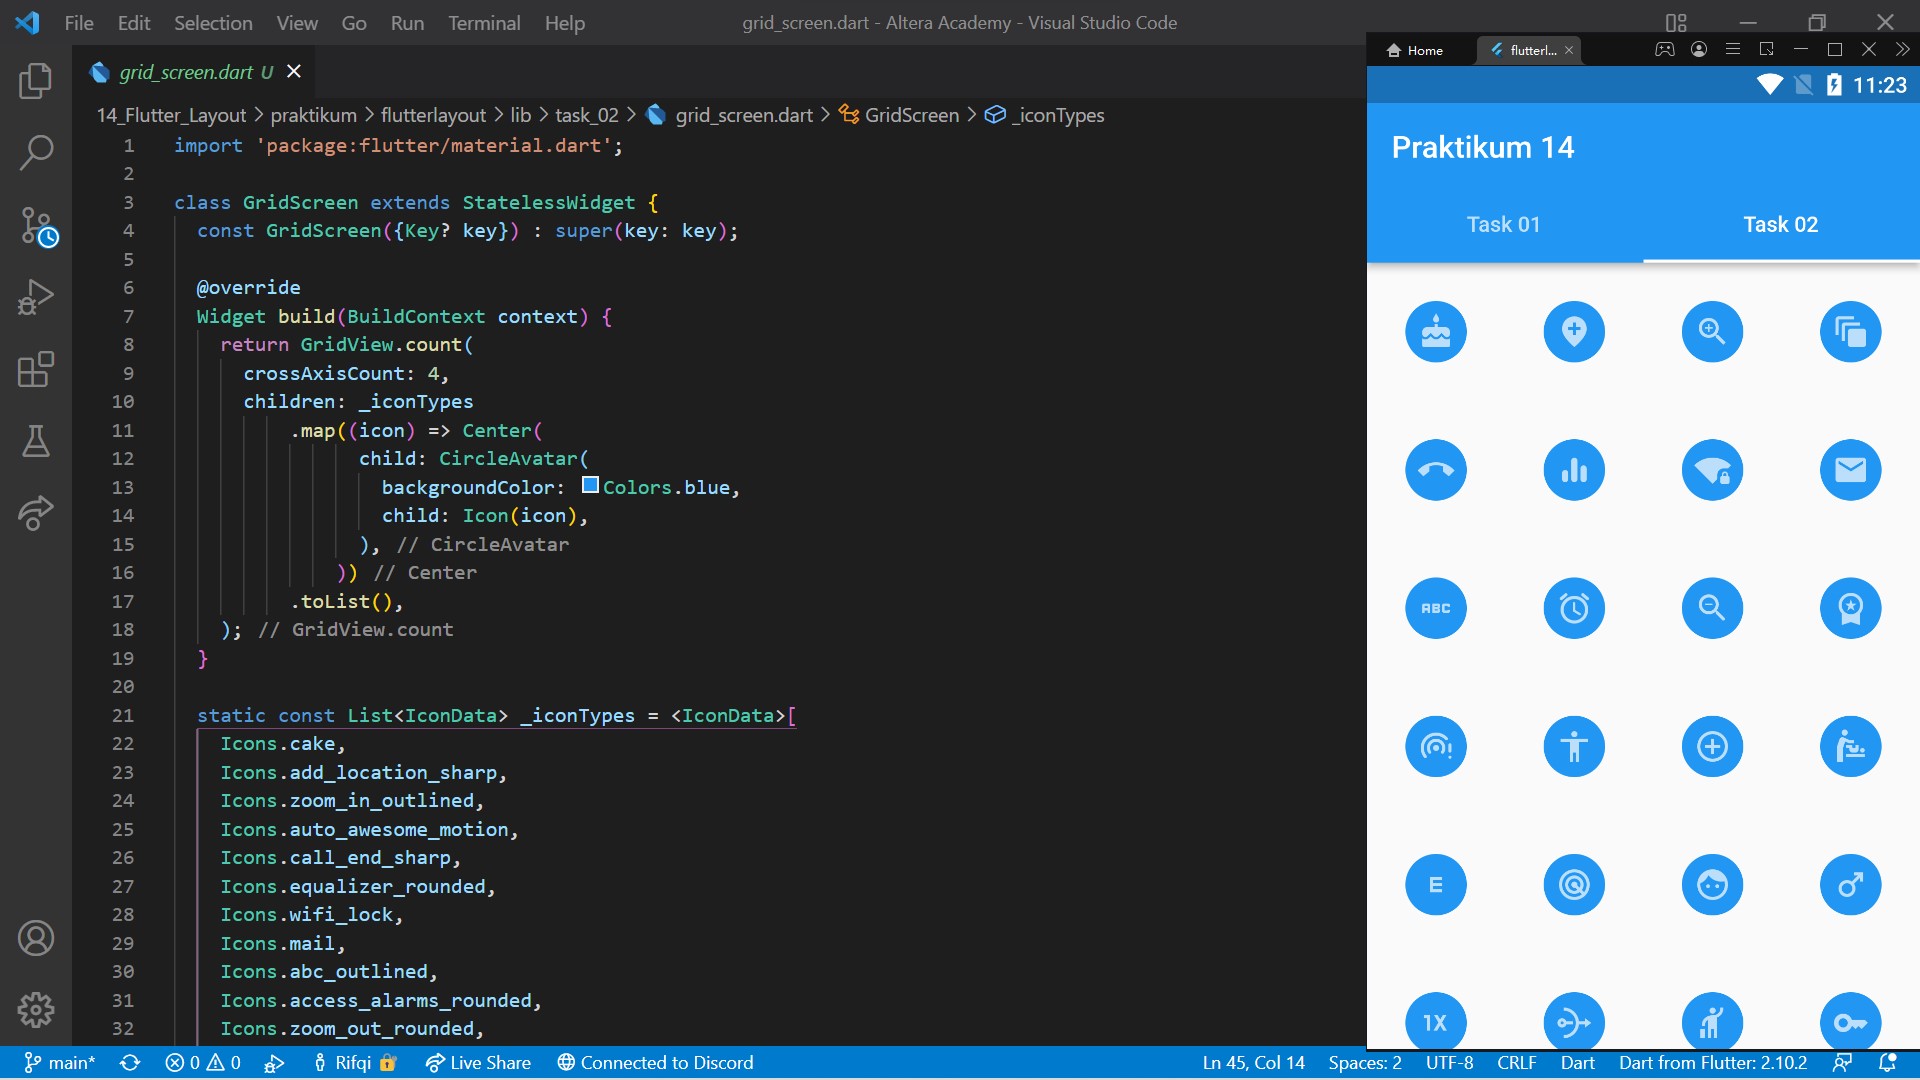 File Edit Selection View Go Run Terminal Help
grid_screen.dart - Altera Academy - Visual Studio Code
grid_screen.dart U
14_Flutter_Layout > praktikum > flutterlayout > lib > task_02 > grid_screen.dart > GridScreen > _iconTypes
1 import 'package:flutter/material.dart';
2
3 class GridScreen extends StatelessWidget {
4 const GridScreen({Key? key}) : super(key: key);
5
6 @override
7 Widget build(BuildContext context) {
8 return GridView.count(
9 crossAxisCount: 4,
10 children: _iconTypes
11 .map((icon) => Center(
12 child: CircleAvatar(
13 backgroundColor: Colors.blue,
14 child: Icon(icon),
15 ), // CircleAvatar
16 )) // Center
17 .toList(),
18 ); // GridView.count
19 }
20
21 static const List<IconData> _iconTypes = <IconData>[
22 Icons.cake,
23 Icons.add_location_sharp,
24 Icons.zoom_in_outlined,
25 Icons.auto_awesome_motion,
26 Icons.call_end_sharp,
27 Icons.equalizer_rounded,
28 Icons.wifi_lock,
29 Icons.mail,
30 Icons.abc_outlined,
31 Icons.access_alarms_rounded,
32 Icons.zoom_out_rounded,
Home
flutterl...
11:23
Praktikum 14
Task 01
Task 02
ABC
E
1X
main*
0 0
Rifqi
Live Share
Connected to Discord
Ln 45, Col 14
Spaces: 2
UTF-8
CRLF
Dart
Dart from Flutter: 2.10.2